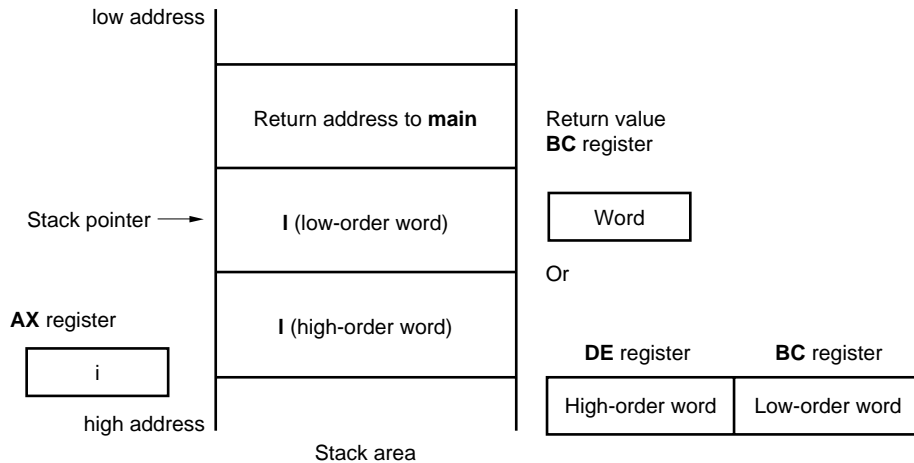 low address
Return address to main
Return value
BC register
Stack pointer
I (low-order word)
Word
Or
AX register
I (high-order word)
i
DE register
BC register
High-order word
Low-order word
high address
Stack area